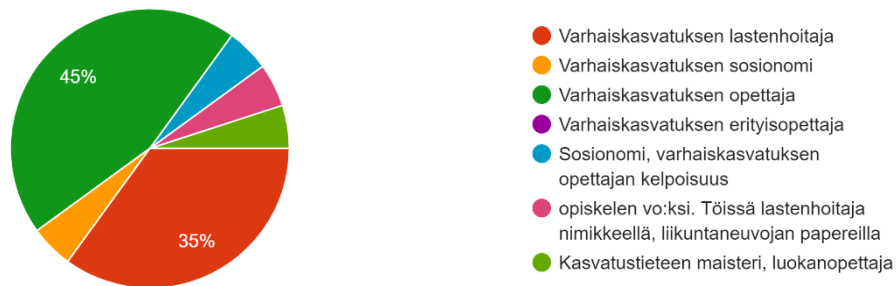 45%
35%
Varhaiskasvatuksen lastenhoitaja
Varhaiskasvatuksen sosionomi
Varhaiskasvatuksen opettaja
Varhaiskasvatuksen erityisopettaja
Sosionomi, varhaiskasvatuksen
opettajan kelpoisuus
opiskelen vo:ksi. Töissä lastenhoitaja
nimikkeellä, liikuntaneuvojan papereilla
Kasvatustieteen maisteri, luokanopettaja